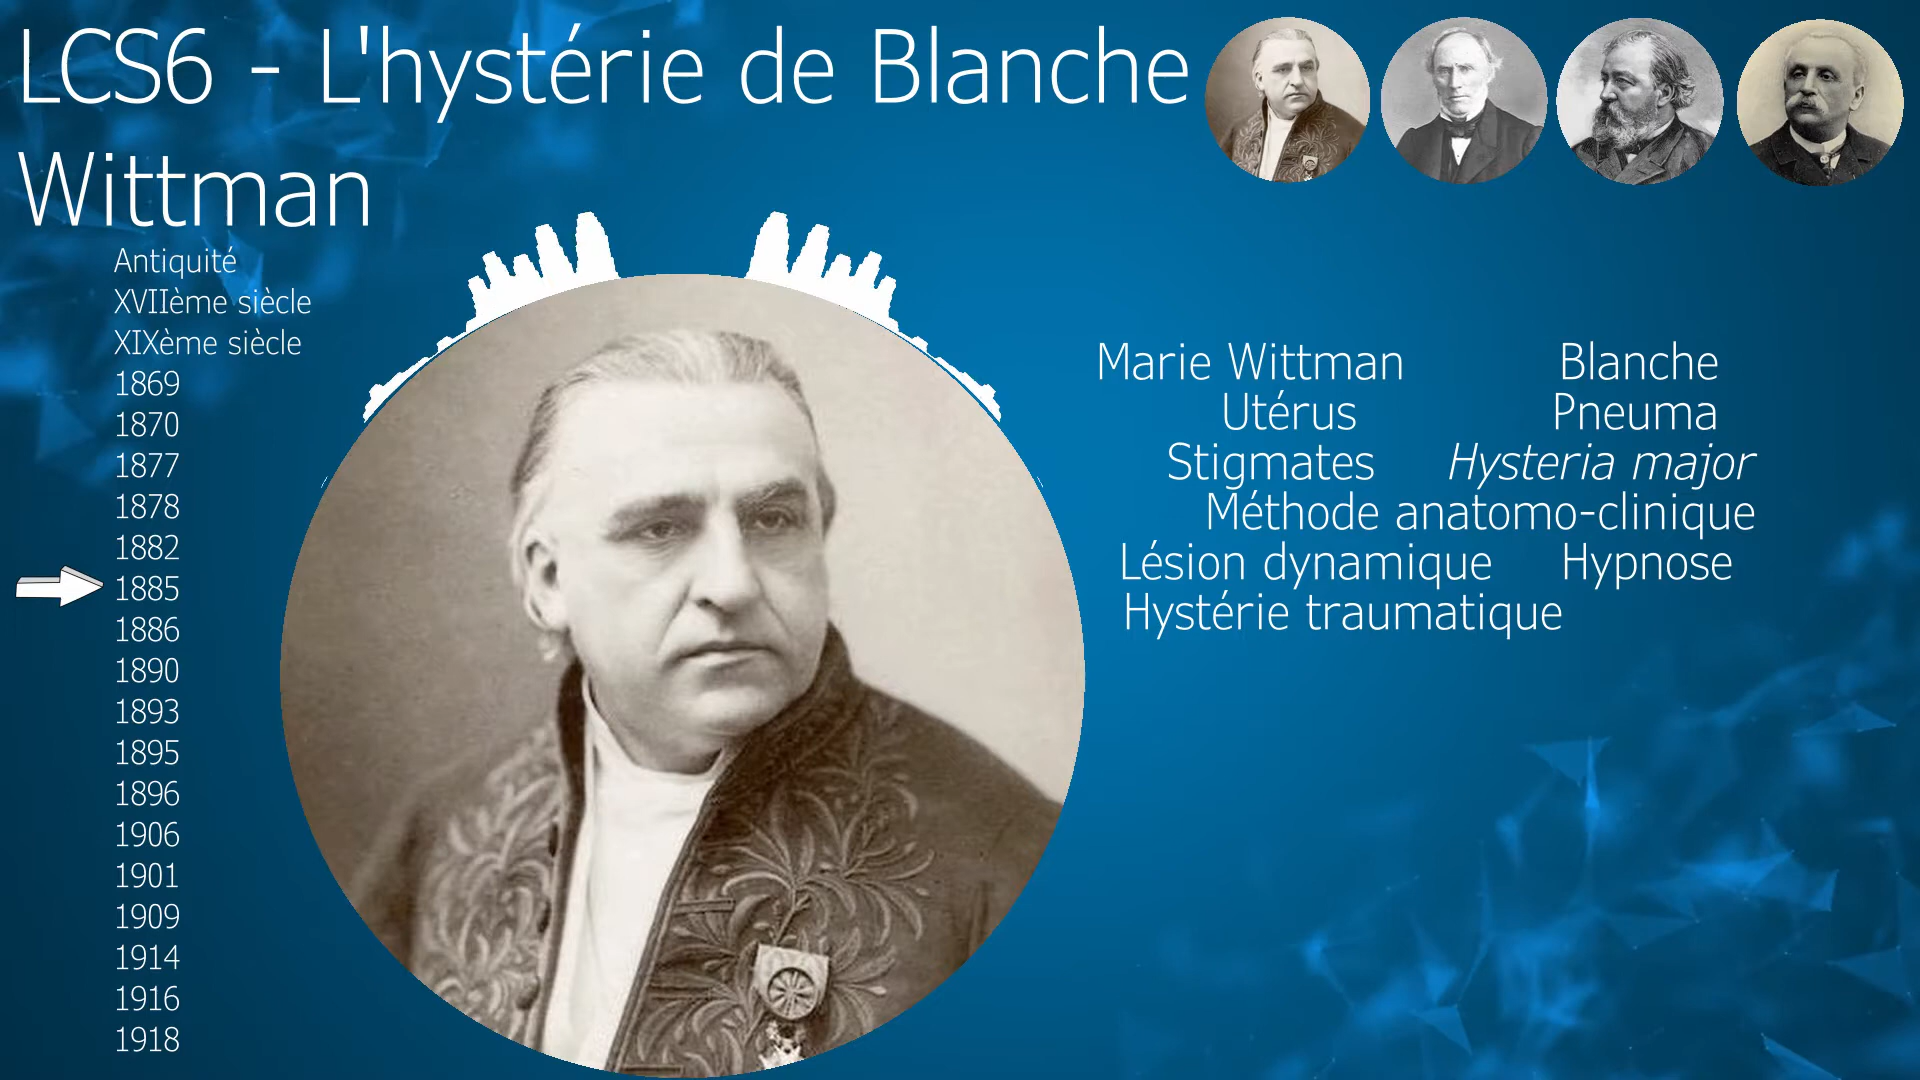 LCS6 - L'hystérie de Blanche
Wittman
Antiquité
XVIIème siècle
XIXème siècle
1869
1870
1877
1878
1882
1885
1886
1890
1893
1895
1896
1906
1901
1909
1914
1916
1918
Marie Wittman Blanche
Utérus Pneuma
Stigmates Hysteria major
Méthode anatomo-clinique
Lésion dynamique Hypnose
Hystérie traumatique